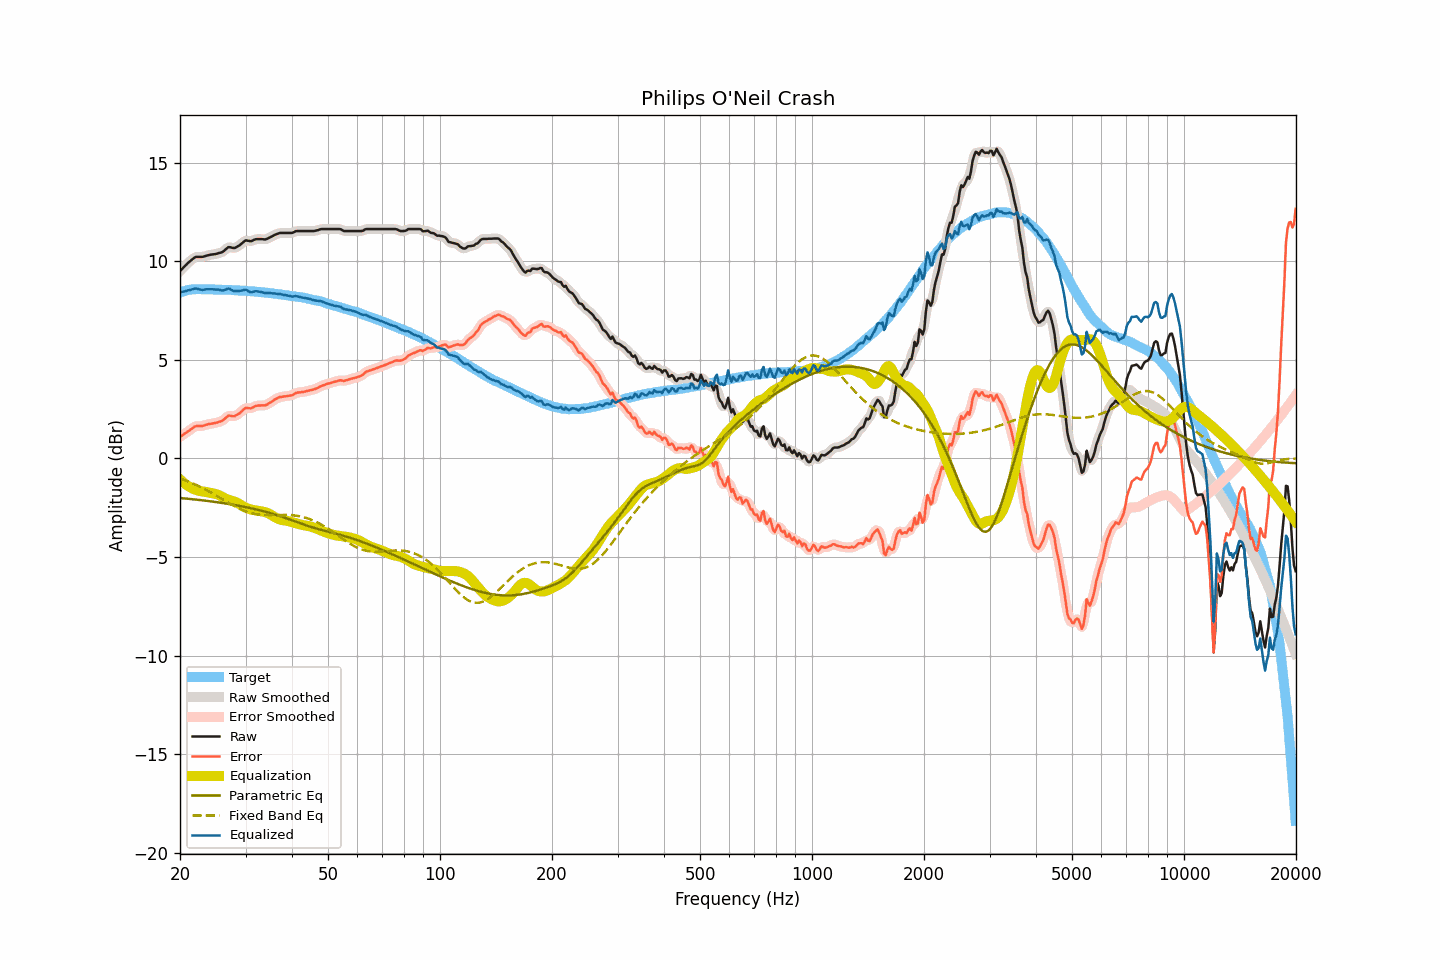 Philips O'Neil Crash
15
10
5
0
−5
−10
−15
−20
Amplitude (dBr)
Target
Raw Smoothed
Error Smoothed
Raw
Error
Equalization
Parametric Eq
Fixed Band Eq
Equalized
20 50 100 200 500 1000 2000 5000 10000 20000
Frequency (Hz)